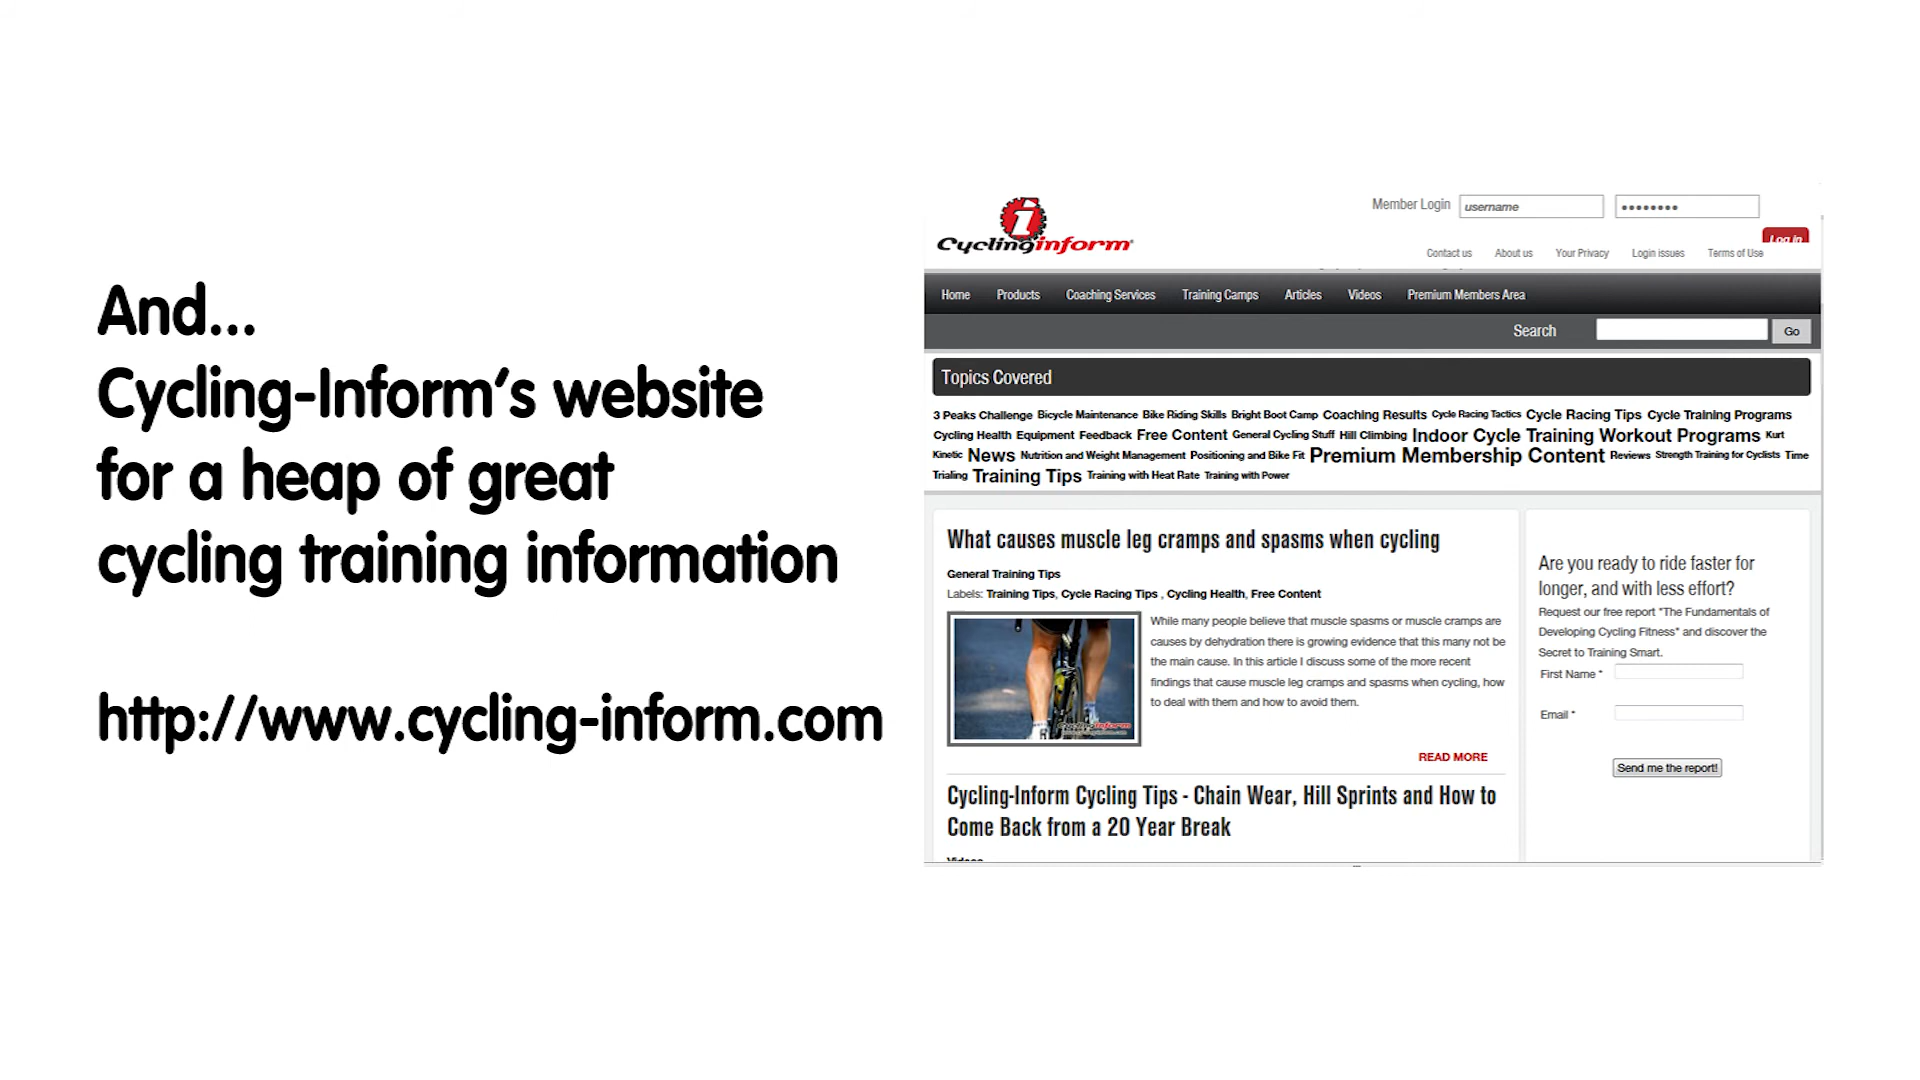 And...
Cycling-Inform's website
for a heap of great
cycling training information
http://www.cycling-inform.com
Cyclinginform
Member Login username
Log in
Contact us About us Your Privacy Login issues Terms of Use
Home Products Coaching Services Training Camps Articles Videos Premium Members Area
Search Go
Topics Covered
3 Peaks Challenge Bicycle Maintenance Bike Riding Skills Bright Boot Camp Coaching Results Cycle Racing Tactics Cycle Racing Tips Cycle Training Programs
Cycling Health Equipment Feedback Free Content General Cycling Stuff Hill Climbing Indoor Cycle Training Workout Programs Kurt
Kinetic News Nutrition and Weight Management Positioning and Bike Fit Premium Membership Content Reviews Strength Training for Cyclists Time
Trialing Training Tips Training with Heart Rate Training with Power
What causes muscle leg cramps and spasms when cycling
General Training Tips
Labels: Training Tips, Cycle Racing Tips , Cycling Health, Free Content
While many people believe that muscle spasms or muscle cramps are
causes by dehydration there is growing evidence that this many not be
the main cause. In this article I discuss some of the more recent
findings that cause muscle leg cramps and spasms when cycling, how
to deal with them and how to avoid them.
Cyclinginform
READ MORE
Cycling-Inform Cycling Tips - Chain Wear, Hill Sprints and How to
Come Back from a 20 Year Break
Videos
Are you ready to ride faster for
longer, and with less effort?
Request our free report "The Fundamentals of
Developing Cycling Fitness" and discover the
Secret to Training Smart.
First Name *
Email *
Send me the report!